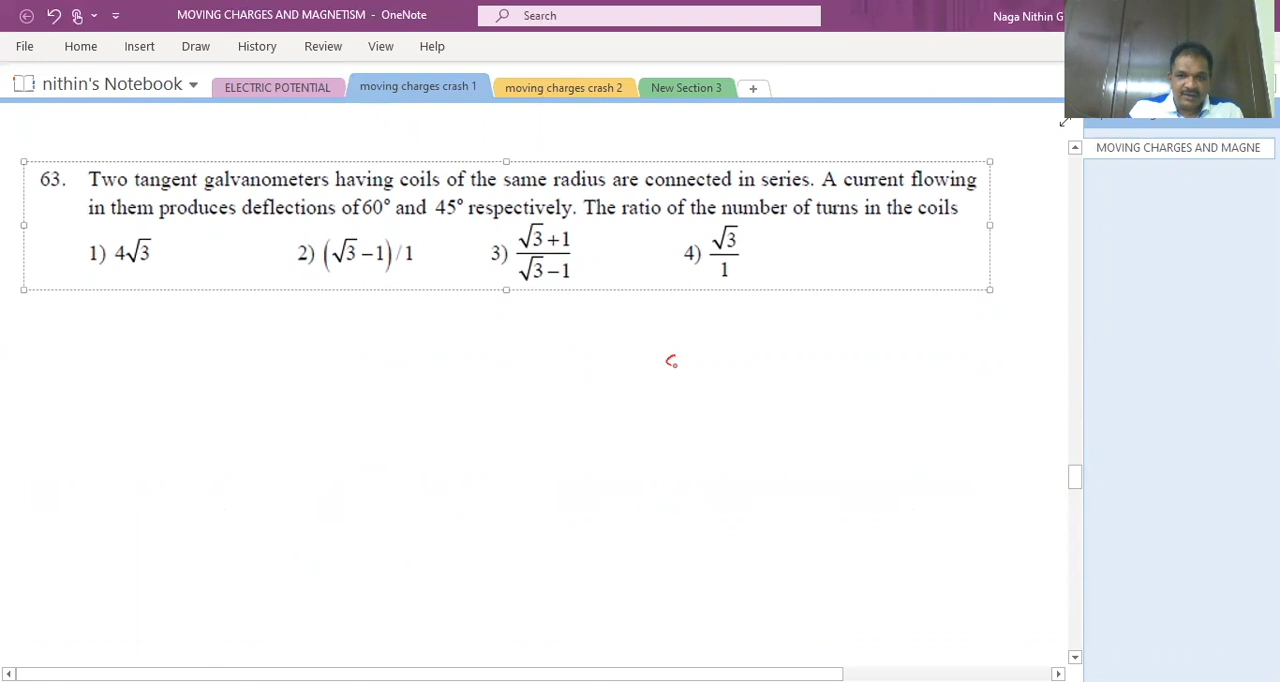 MOVING CHARGES AND MAGNETISM - OneNote
Search
Naga Nithin G
File Home Insert Draw History Review View Help
nithin's Notebook
ELECTRIC POTENTIAL
moving charges crash 1
moving charges crash 2
New Section 3
MOVING CHARGES AND MAGNE
63. Two tangent galvanometers having coils of the same radius are connected in series. A current flowing
in them produces deflections of 60° and 45° respectively. The ratio of the number of turns in the coils
1) 4√3 2) (√3−1)/1 3) (√3+1)/(√3−1) 4) √3/1